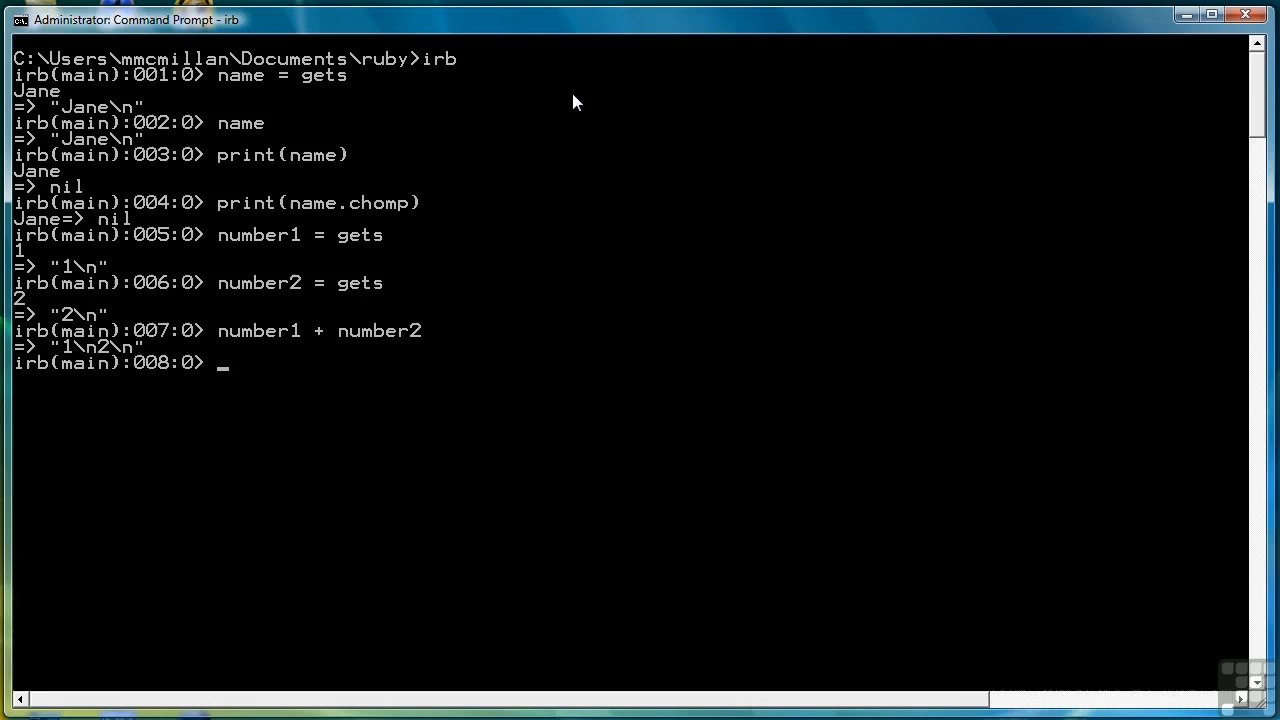 Administrator: Command Prompt - irb
C:\Users\mmcmillan\Documents\ruby>irb
irb(main):001:0> name = gets
Jane
=> "Jane\n"
irb(main):002:0> name
=> "Jane\n"
irb(main):003:0> print(name)
Jane
=> nil
irb(main):004:0> print(name.chomp)
Jane=> nil
irb(main):005:0> number1 = gets
1
=> "1\n"
irb(main):006:0> number2 = gets
2
=> "2\n"
irb(main):007:0> number1 + number2
=> "1\n2\n"
irb(main):008:0> _